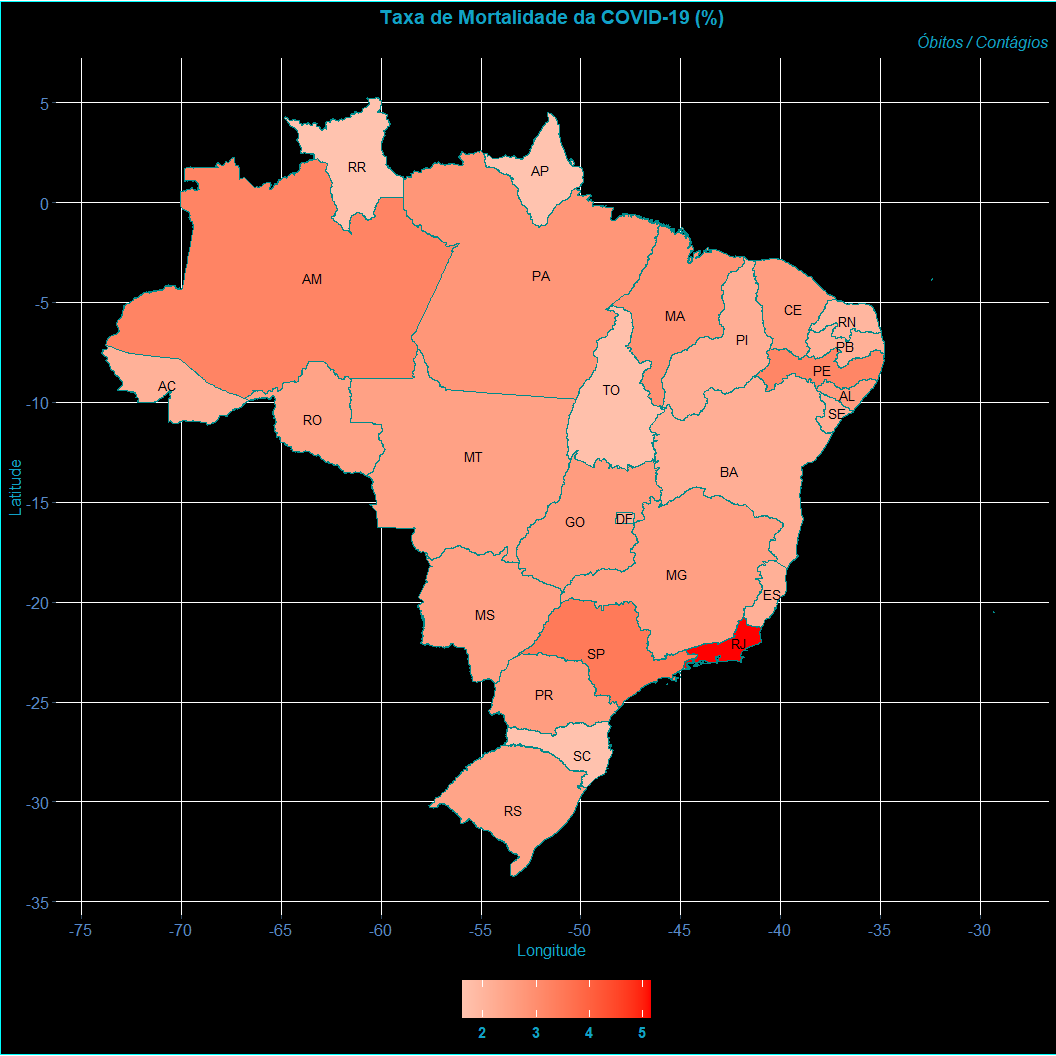 Taxa de Mortalidade da COVID-19 (%)
Óbitos / Contágios
5
RR
AP
0
AM
PA
-5
MA
CE
RN
PI
PB
PE
AC
TO
AL
-10
SE
RO
MT
BA
Latitude
-15
GO
DF
MG
-20
ES
MS
RJ
SP
-25
PR
SC
-30
RS
-35
-75 -70 -65 -60 -55 -50 -45 -40 -35 -30
Longitude
2 3 4 5